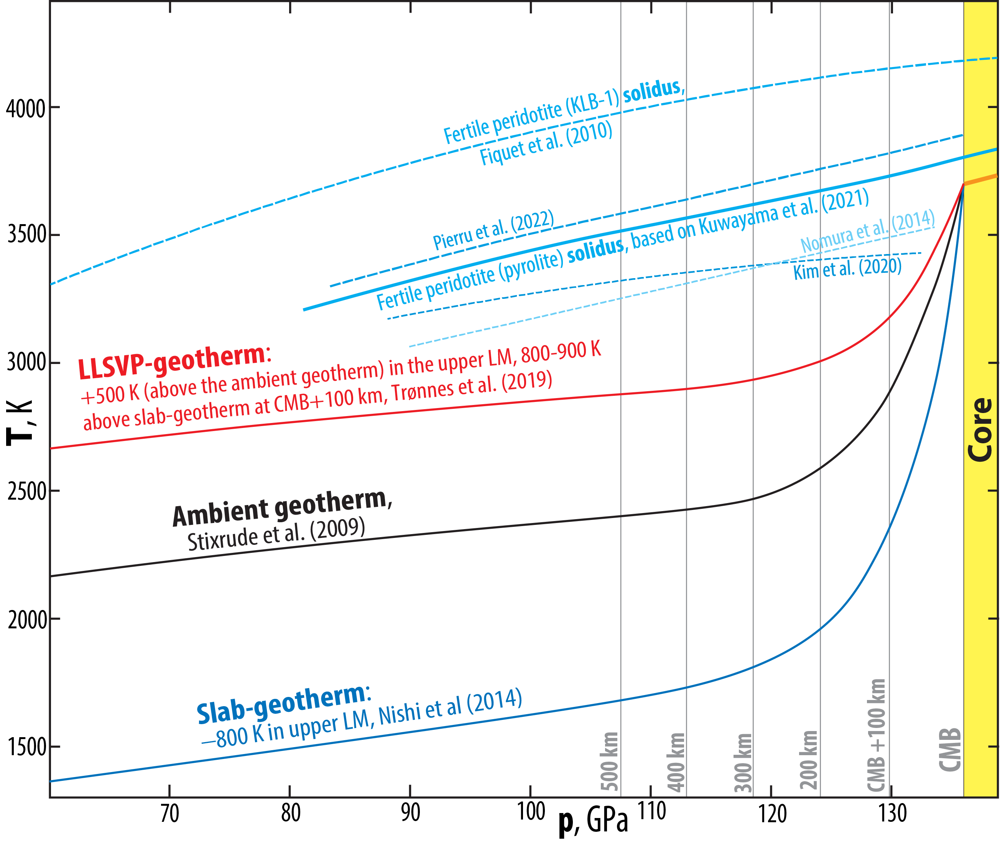 4000
3500
3000
2500
2000
1500
T, K
Fertile peridotite (KLB-1) solidus,
Fiquet et al. (2010)
Pierru et al. (2022)
Fertile peridotite (pyrolite) solidus, based on Kuwayama et al. (2021)
Nomura et al. (2014)
Kim et al. (2020)
LLSVP-geotherm:
+500 K (above the ambient geotherm) in the upper LM, 800-900 K
above slab-geotherm at CMB+100 km, Trønnes et al. (2019)
Ambient geotherm,
Stixrude et al. (2009)
Slab-geotherm:
–800 K in upper LM, Nishi et al (2014)
500 km
400 km
300 km
200 km
CMB +100 km
CMB
Core
70
80
90
100
110
120
130
p, GPa